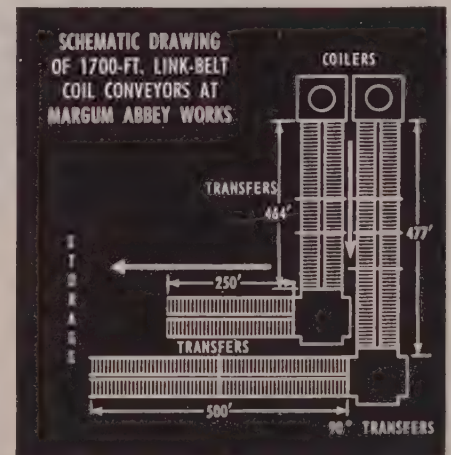 SCHEMATIC DRAWING
OF 1700-FT. LINK-BELT
COIL CONVEYORS AT
MARGUM ABBEY WORKS
COILERS
TRANSFERS
464'
477'
250'
STORAGE
TRANSFERS
500'
90° TRANSFERS